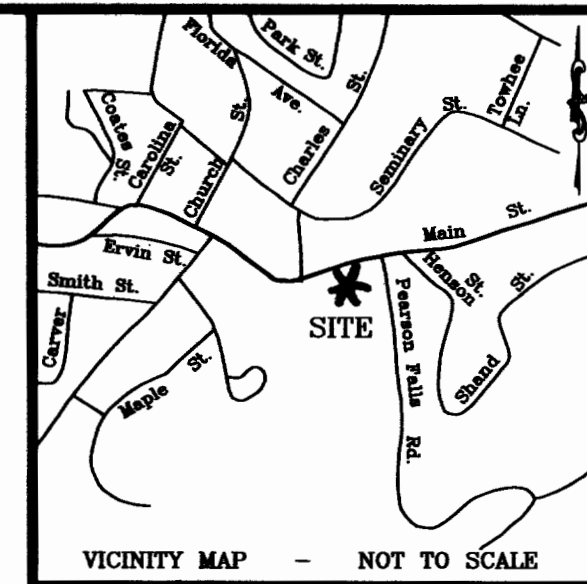 Florida Ave.
Park St.
Coates St.
Carolina St.
Church St.
Charles St.
Seminary St.
Towhee Ln.
Main St.
Ervin St.
Smith St.
Carver
Maple St.
SITE
Henson St.
Pearson Falls Rd.
Shand St.
VICINITY MAP - NOT TO SCALE